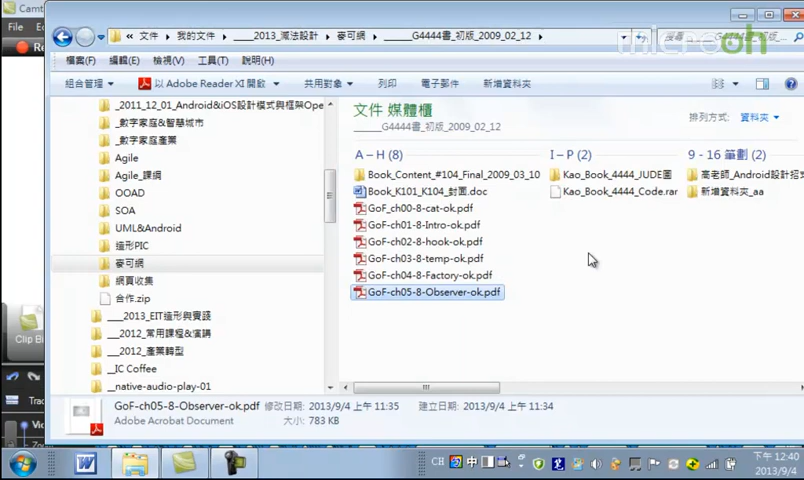 Camt
microoh
« 文件 ▸ 我的文件 ▸ ____2013_減法設計 ▸ 麥可網 ▸ ______G4444書_初版_2009_02_12 ▸
File
檔案(F) 編輯(E) 檢視(V) 工具(T) 說明(H)
Re
組合管理 以 Adobe Reader XI 開啟 共用對象 列印 電子郵件 新增資料夾
_2011_12_01_Android&iOS設計模式與框架Ope
_數字家庭&智慧城市
_數字家庭產業
Agile
Agile_課綱
OOAD
SOA
UML&Android
造形PIC
麥可網
網頁收集
合作.zip
___2013_EIT造形與實踐
__2012_常用課程&演講
__2012_產業轉型
__IC Coffee
_native-audio-play-01
文件 媒體櫃
______G4444書_初版_2009_02_12
排列方式: 資料夾
A – H (8)
Book_Content_#104_Final_2009_03_10
Book_K101_K104_封面.doc
GoF_ch00-8-cat-ok.pdf
GoF-ch01-8-Intro-ok.pdf
GoF-ch02-8-hook-ok.pdf
GoF-ch03-8-temp-ok.pdf
GoF-ch04-8-Factory-ok.pdf
GoF-ch05-8-Observer-ok.pdf
I – P (2)
Kao_Book_4444_JUDE圖
Kao_Book_4444_Code.rar
9 - 16 筆劃 (2)
高老師_Android設計招式
新增資料夾_aa
Clip B
Trac
Video
GoF-ch05-8-Observer-ok.pdf 修改日期: 2013/9/4 上午 11:35 建立日期: 2013/9/4 上午 11:34
Adobe Acrobat Document 大小: 783 KB
CH 中
下午 12:40
2013/9/4